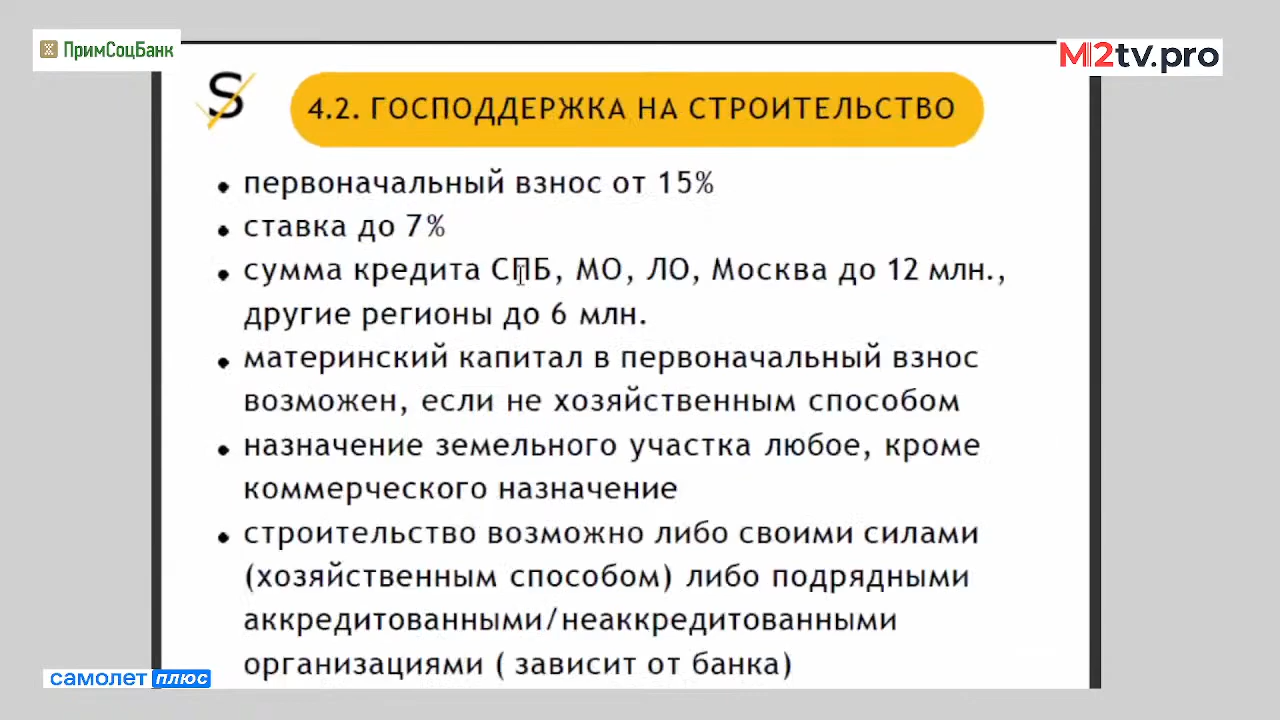 ПримСоцБанк
M2tv.pro
S
4.2. ГОСПОДДЕРЖКА НА СТРОИТЕЛЬСТВО
• первоначальный взнос от 15%
• ставка до 7%
• сумма кредита СПБ, МО, ЛО, Москва до 12 млн.,
другие регионы до 6 млн.
• материнский капитал в первоначальный взнос
возможен, если не хозяйственным способом
• назначение земельного участка любое, кроме
коммерческого назначение
• строительство возможно либо своими силами
(хозяйственным способом) либо подрядными
аккредитованными/неаккредитованными
организациями ( зависит от банка)
самолет плюс